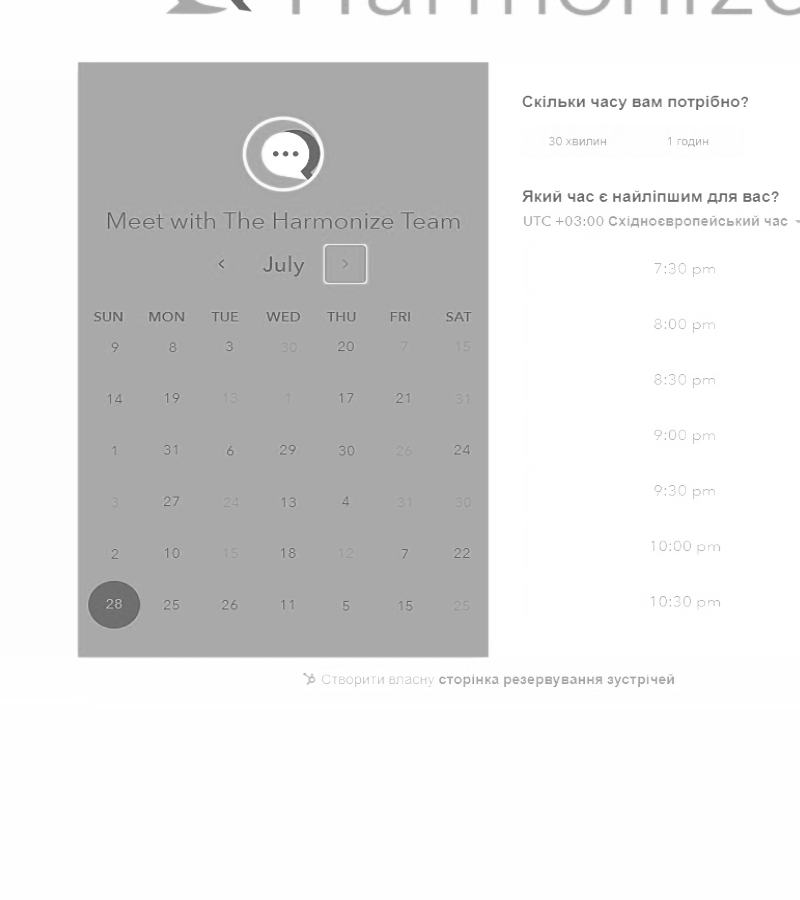 Harmonize
Meet with The Harmonize Team
July
SUN MON TUE WED THU FRI SAT
9 8 3 30 20 7 15
14 19 13 1 17 21 31
1 31 6 29 30 26 24
3 27 24 13 4 31 30
2 10 15 18 12 7 22
28 25 26 11 5 15 25
Скільки часу вам потрібно?
30 хвилин 1 годин
Який час є найліпшим для вас?
UTC +03:00 Східноєвропейський час
7:30 pm
8:00 pm
8:30 pm
9:00 pm
9:30 pm
10:00 pm
10:30 pm
Створити власну сторінка резервування зустрічей